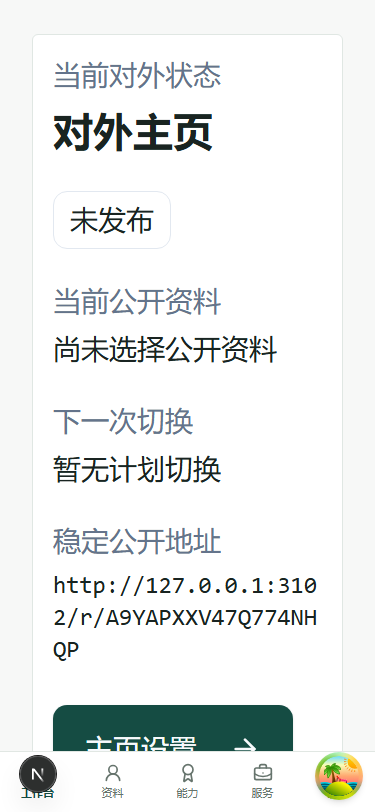 当前对外状态
对外主页
未发布
当前公开资料
尚未选择公开资料
下一次切换
暂无计划切换
稳定公开地址
http://127.0.0.1:310
2/r/A9YAPXXV47Q774NH
QP
主页设置 →
N
工作台 资料 能力 服务